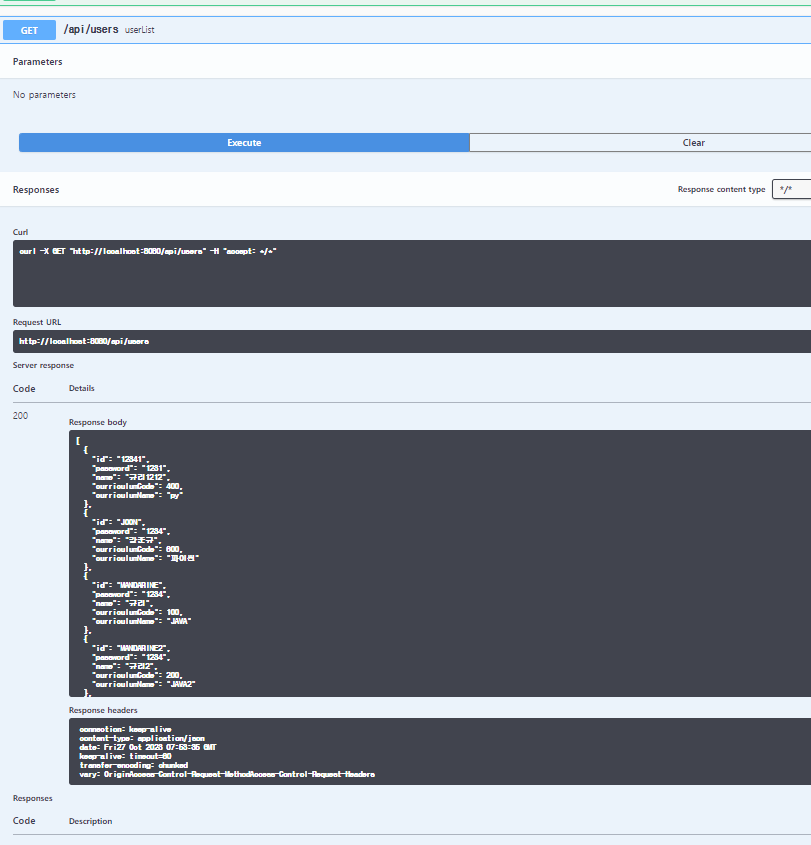 GET /api/users userList
Parameters
No parameters
Execute Clear
Responses Response content type */*
Curl
curl -X GET "http://localhost:8080/api/users" -H "accept: */*"
Request URL
http://localhost:8080/api/users
Server response
Code Details
200
Response body
[
{
"id": "12341",
"password": "1231",
"name": "규리1212",
"curriculumCode": 400,
"curriculumName": "py"
},
{
"id": "JOON",
"password": "1234",
"name":
"curriculumCode": 600,
"curriculumName": "파이썬"
},
{
"id": "MANDARINE",
"password": "1234",
"name": "규리",
"curriculumCode": 100,
"curriculumName": "JAVA"
},
{
"id": "MANDARINE2",
"password": "1234",
"name": "규리2",
"curriculumCode": 200,
"curriculumName": "JAVA2"
},
Response headers
connection: keep-alive
content-type: application/json
date: Fri27 Oct 2023 07:53:35 GMT
keep-alive: timeout=60
transfer-encoding: chunked
vary: OriginAccess-Control-Request-MethodAccess-Control-Request-Headers
Responses
Code Description